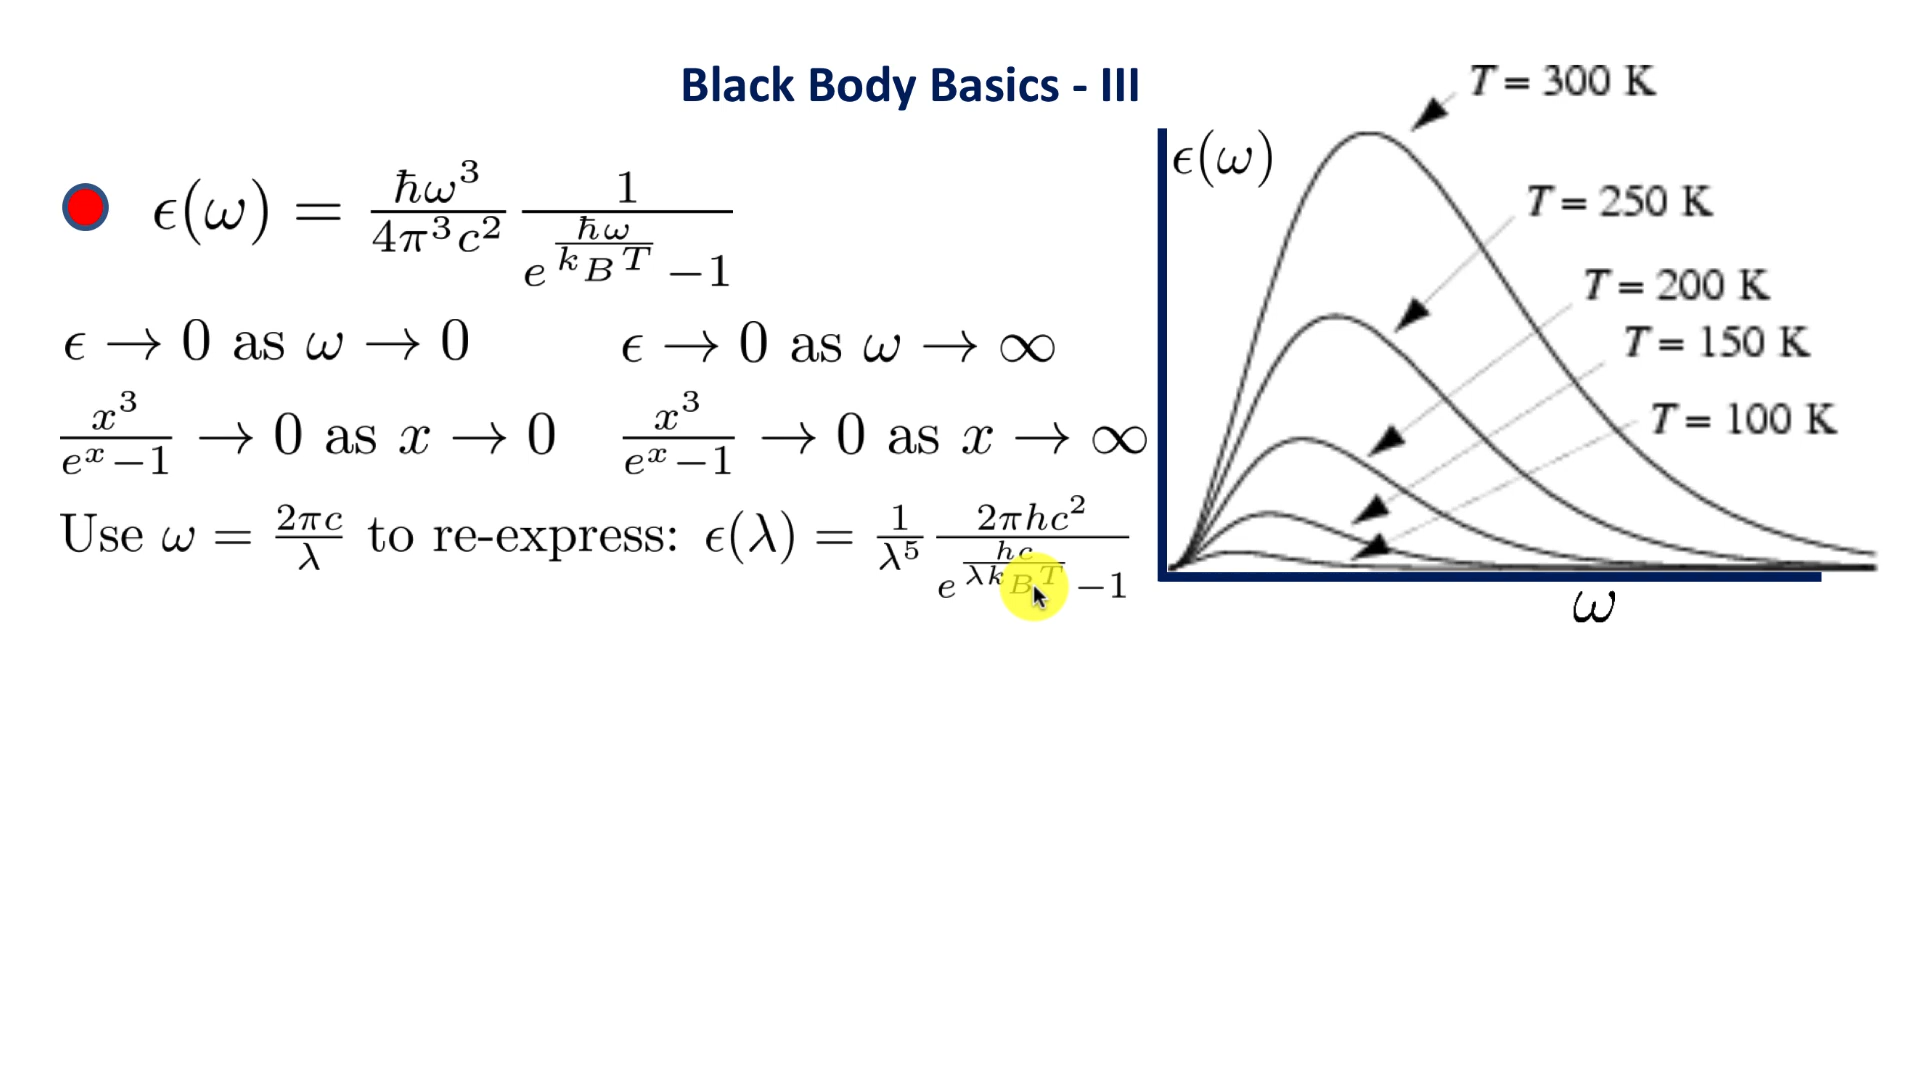 Black Body Basics - III
ϵ(ω) = ħω³/4π³c² 1/e^(ħω/k_BT) −1
ϵ → 0 as ω → 0 ϵ → 0 as ω → ∞
x³/e^x−1 → 0 as x → 0 x³/e^x−1 → 0 as x → ∞
Use ω = 2πc/λ to re-express: ϵ(λ) = 1/λ⁵ 2πhc²/e^(hc/λk_BT) −1
ϵ(ω)
T = 300 K
T = 250 K
T = 200 K
T = 150 K
T = 100 K
ω